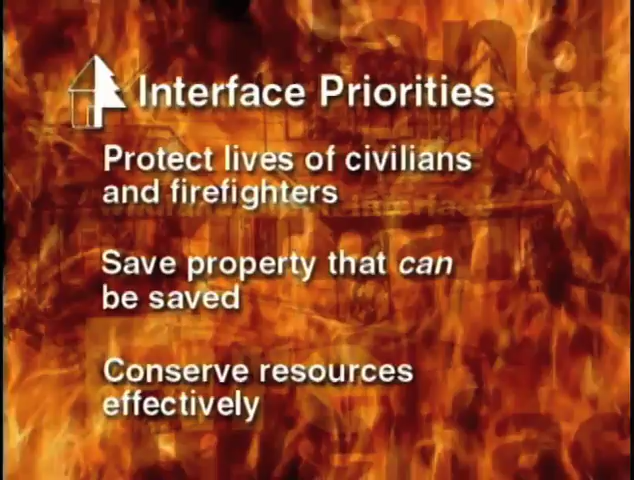 Interface Priorities
Protect lives of civilians
and firefighters
Save property that can
be saved
Conserve resources
effectively